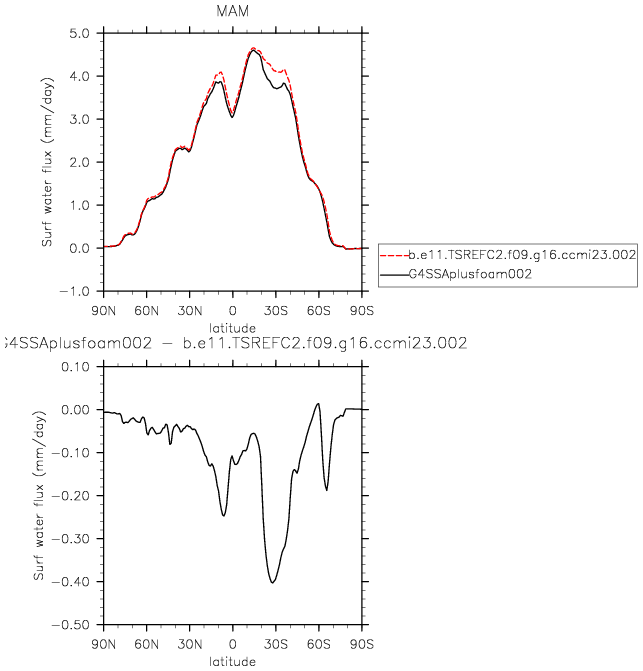 MAM
5.0
4.0
3.0
2.0
1.0
0.0
−1.0
Surf water flux (mm/day)
90N 60N 30N 0 30S 60S 90S
latitude
b.e11.TSREFC2.f09.g16.ccmi23.002
G4SSAplusfoam002
34SSAplusfoam002 − b.e11.TSREFC2.f09.g16.ccmi23.002
0.10
0.00
−0.10
−0.20
−0.30
−0.40
−0.50
Surf water flux (mm/day)
90N 60N 30N 0 30S 60S 90S
latitude